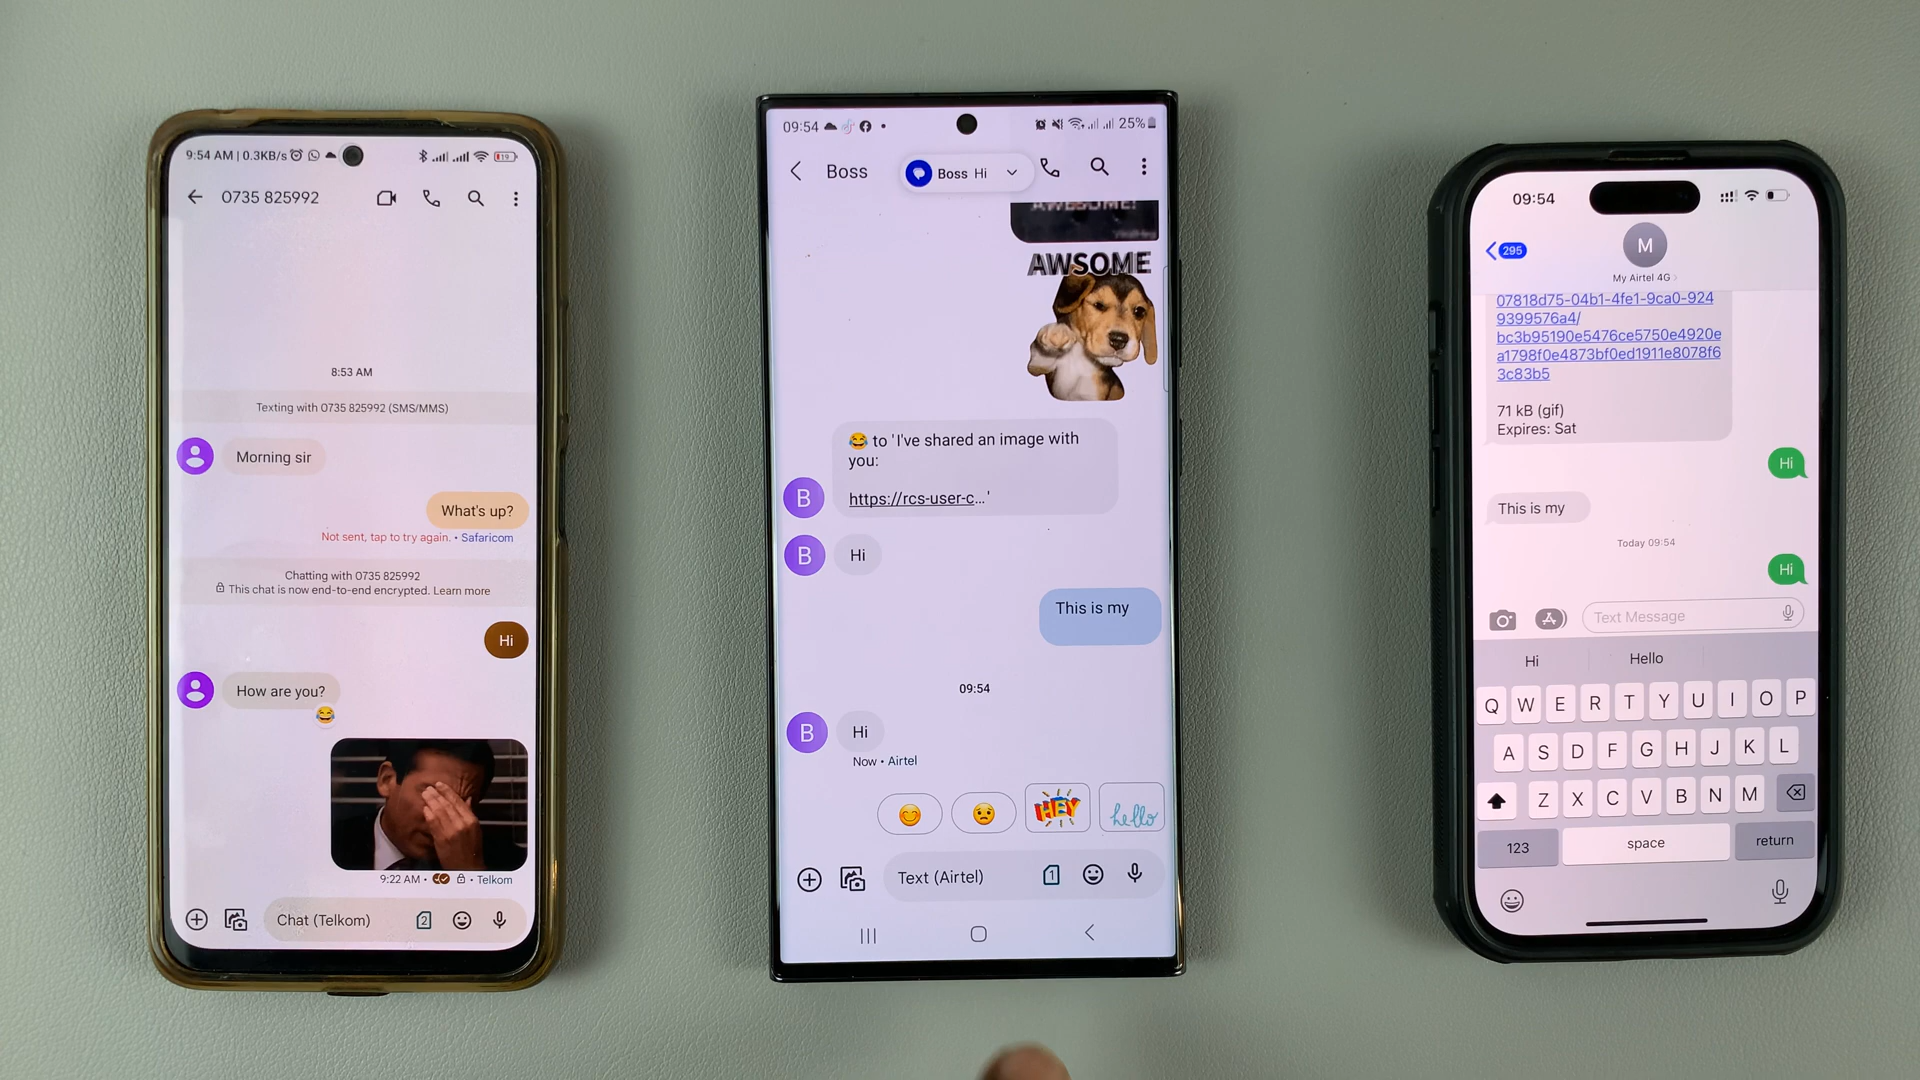 9:54 AM | 0.3KB/s
19
0735 825992
8:53 AM
Texting with 0735 825992 (SMS/MMS)
Morning sir
What's up?
Not sent, tap to try again. • Safaricom
Chatting with 0735 825992
This chat is now end-to-end encrypted. Learn more
Hi
How are you?
9:22 AM • • Telkom
Chat (Telkom)
2
09:54
25%
Boss
Boss Hi
AWESOME!
AWSOME
😂 to 'I've shared an image with
you:
B
https://rcs-user-c...'
B
Hi
This is my
09:54
B
Hi
Now • Airtel
HEY
hello
Text (Airtel)
1
09:54
295
M
My Airtel 4G
07818d75-04b1-4fe1-9ca0-924
9399576a4/
bc3b95190e5476ce5750e4920e
a1798f0e4873bf0ed1911e8078f6
3c83b5
71 kB (gif)
Expires: Sat
Hi
This is my
Today 09:54
Hi
Text Message
Hi
Hello
Q W E R T Y U I O P
A S D F G H J K L
Z X C V B N M
123
space
return